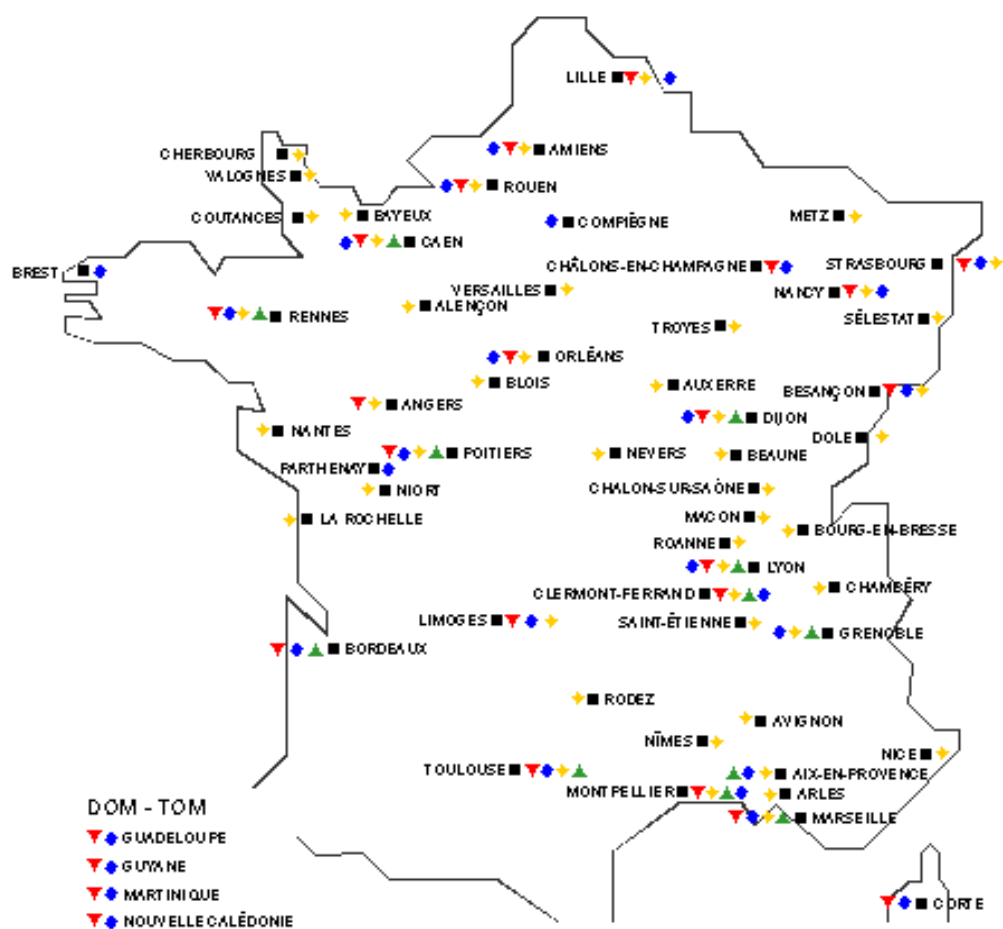 LILLE
CHERBOURG
AMIENS
VALOGNES
ROUEN
COUTANCES
BAYEUX
COMPIÈGNE
METZ
CAEN
BREST
CHÂLONS-EN-CHAMPAGNE
STRASBOURG
VERSAILLES
NANCY
ALENÇON
RENNES
TROYES
SÉLESTAT
ORLÉANS
BLOIS
AUXERRE
BESANÇON
ANGERS
DIJON
NANTES
DOLE
POITIERS
NEVERS
BEAUNE
PARTHENAY
NIORT
CHALON-SUR-SAÔNE
LA ROCHELLE
MACON
BOURG-EN-BRESSE
ROANNE
LYON
CLERMONT-FERRAND
CHAMBÉRY
LIMOGES
SAINT-ÉTIENNE
GRENOBLE
BORDEAUX
RODEZ
AVIGNON
NÎMES
NICE
TOULOUSE
AIX-EN-PROVENCE
MONTPELLIER
ARLES
MARSEILLE
DOM - TOM
GUADELOUPE
GUYANE
MARTINIQUE
NOUVELLE CALÉDONIE
CORTE